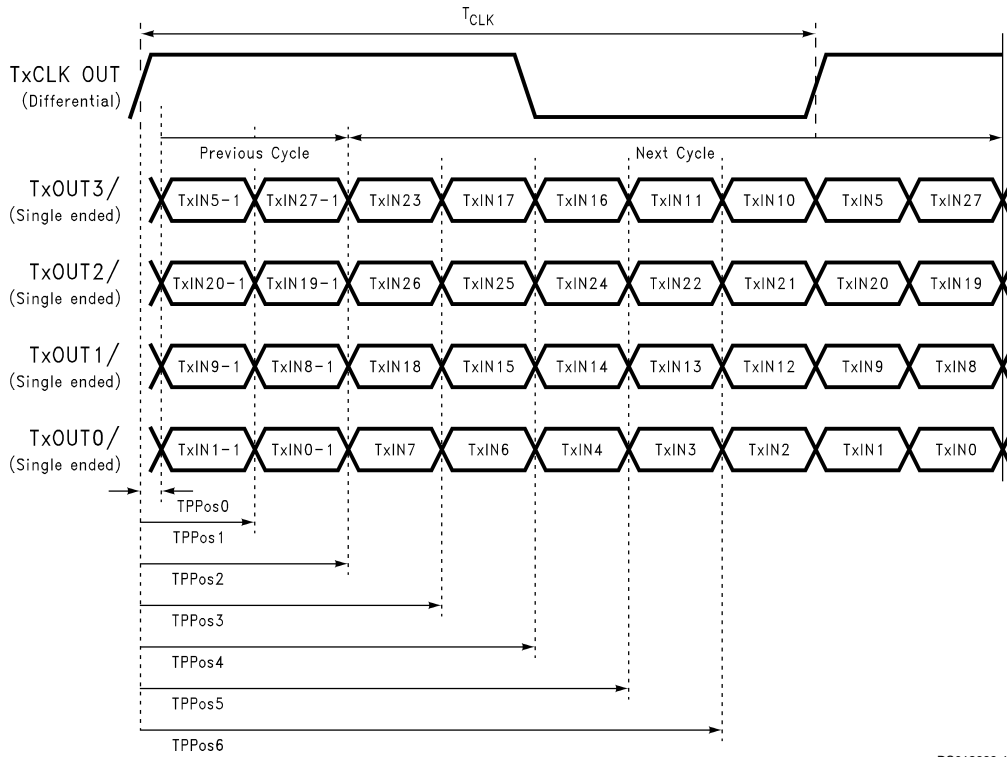 T_CLK
TxCLK OUT
(Differential)
Previous Cycle Next Cycle
TxOUT3/
(Single ended)
TxIN5-1 TxIN27-1 TxIN23 TxIN17 TxIN16 TxIN11 TxIN10 TxIN5 TxIN27
TxOUT2/
(Single ended)
TxIN20-1 TxIN19-1 TxIN26 TxIN25 TxIN24 TxIN22 TxIN21 TxIN20 TxIN19
TxOUT1/
(Single ended)
TxIN9-1 TxIN8-1 TxIN18 TxIN15 TxIN14 TxIN13 TxIN12 TxIN9 TxIN8
TxOUT0/
(Single ended)
TxIN1-1 TxIN0-1 TxIN7 TxIN6 TxIN4 TxIN3 TxIN2 TxIN1 TxIN0
TPPos0
TPPos1
TPPos2
TPPos3
TPPos4
TPPos5
TPPos6